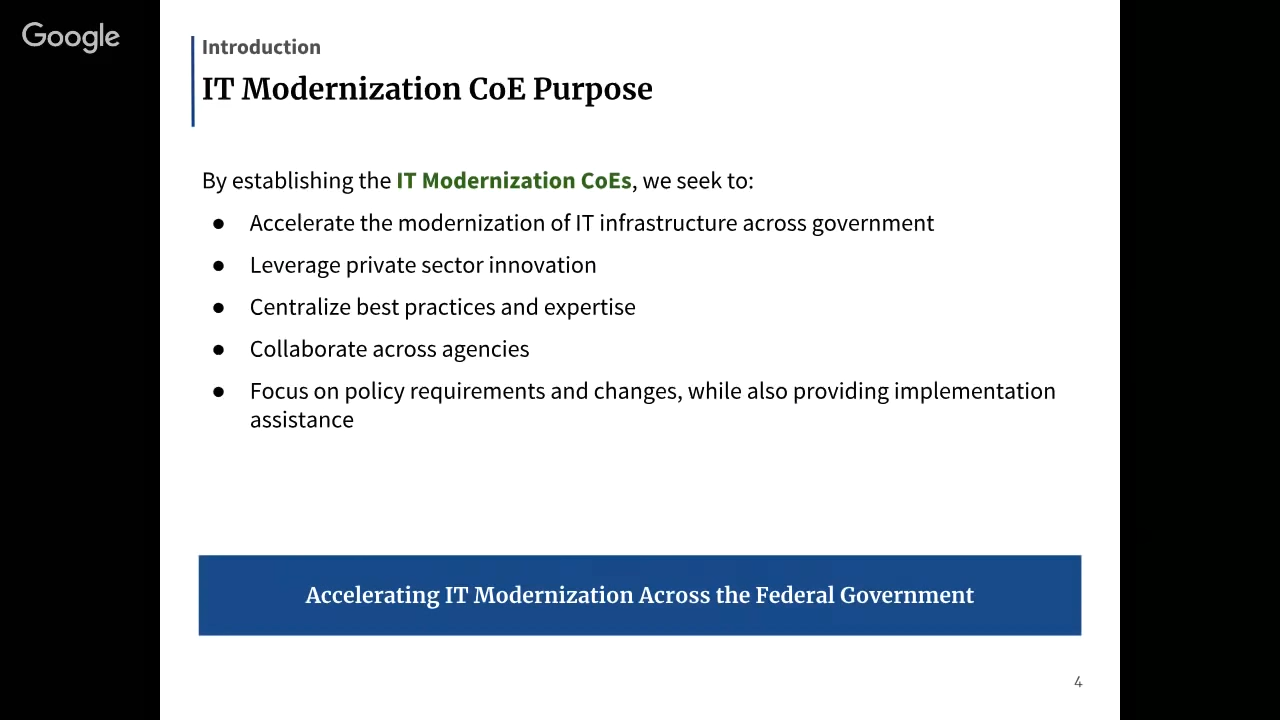 Google
Introduction
IT Modernization CoE Purpose
By establishing the IT Modernization CoEs, we seek to:
● Accelerate the modernization of IT infrastructure across government
● Leverage private sector innovation
● Centralize best practices and expertise
● Collaborate across agencies
● Focus on policy requirements and changes, while also providing implementation
assistance
Accelerating IT Modernization Across the Federal Government
4